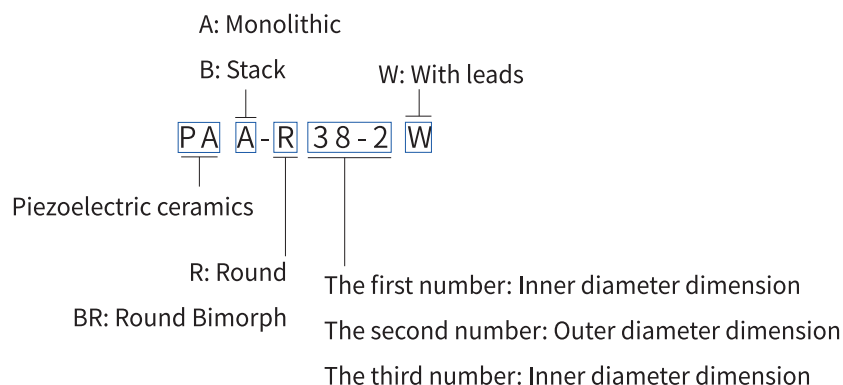 A: Monolithic
B: Stack
W: With leads
PA A-R 38-2 W
Piezoelectric ceramics
R: Round
BR: Round Bimorph
The first number: Inner diameter dimension
The second number: Outer diameter dimension
The third number: Inner diameter dimension